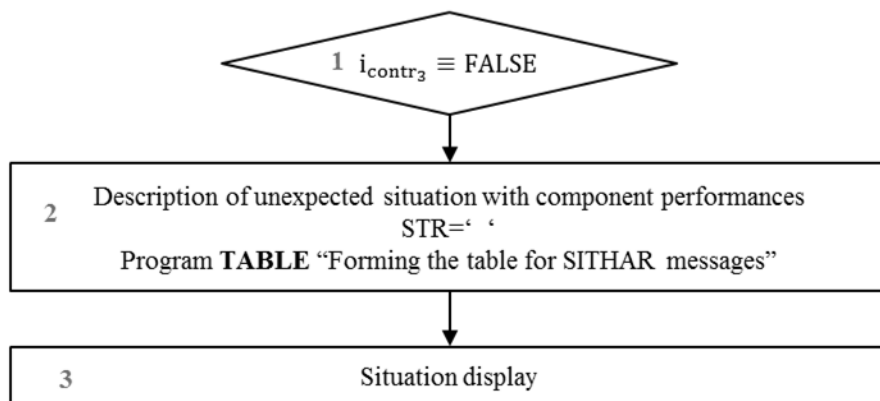 1 i_contr₃ ≡ FALSE
2 Description of unexpected situation with component performances
STR=‘ ‘
Program TABLE “Forming the table for SITHAR messages”
3 Situation display